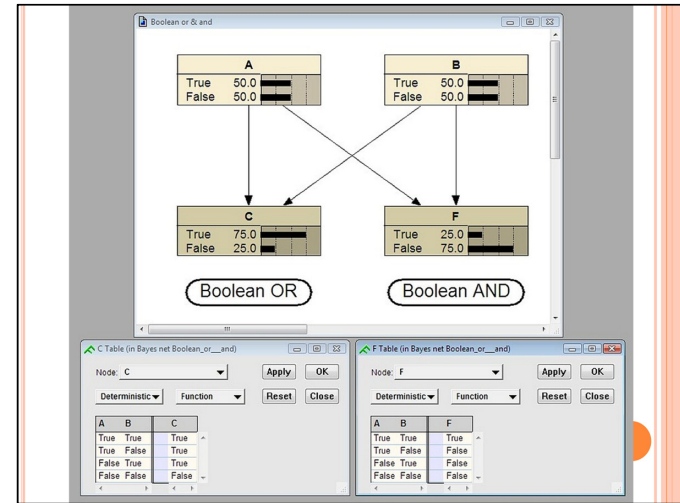 Boolean or & and
A
True 50.0
False 50.0
B
True 50.0
False 50.0
C
True 75.0
False 25.0
F
True 25.0
False 75.0
Boolean OR
Boolean AND
C Table (in Bayes net Boolean_or__and)
Node: C
Apply OK
Deterministic Function
Reset Close
A B C
True True True
True False True
False True True
False False False
F Table (in Bayes net Boolean_or__and)
Node: F
Apply OK
Deterministic Function
Reset Close
A B F
True True True
True False False
False True False
False False False